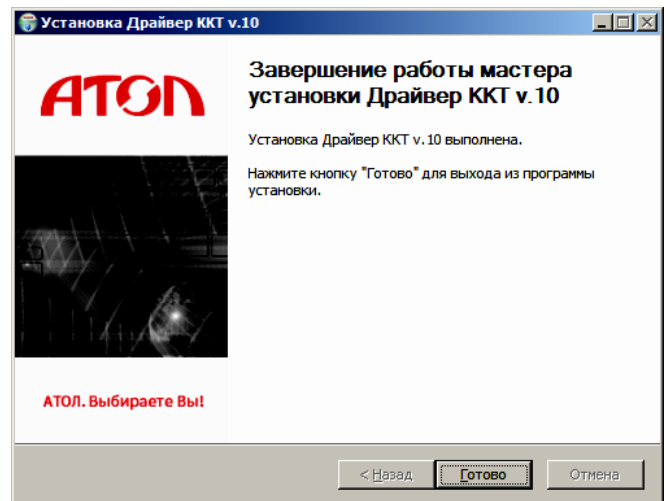 Установка Драйвер ККТ v.10
АТОЛ
Завершение работы мастера
установки Драйвер ККТ v.10
Установка Драйвер ККТ v.10 выполнена.
Нажмите кнопку "Готово" для выхода из программы
установки.
АТОЛ. Выбираете Вы!
< Назад
Готово
Отмена